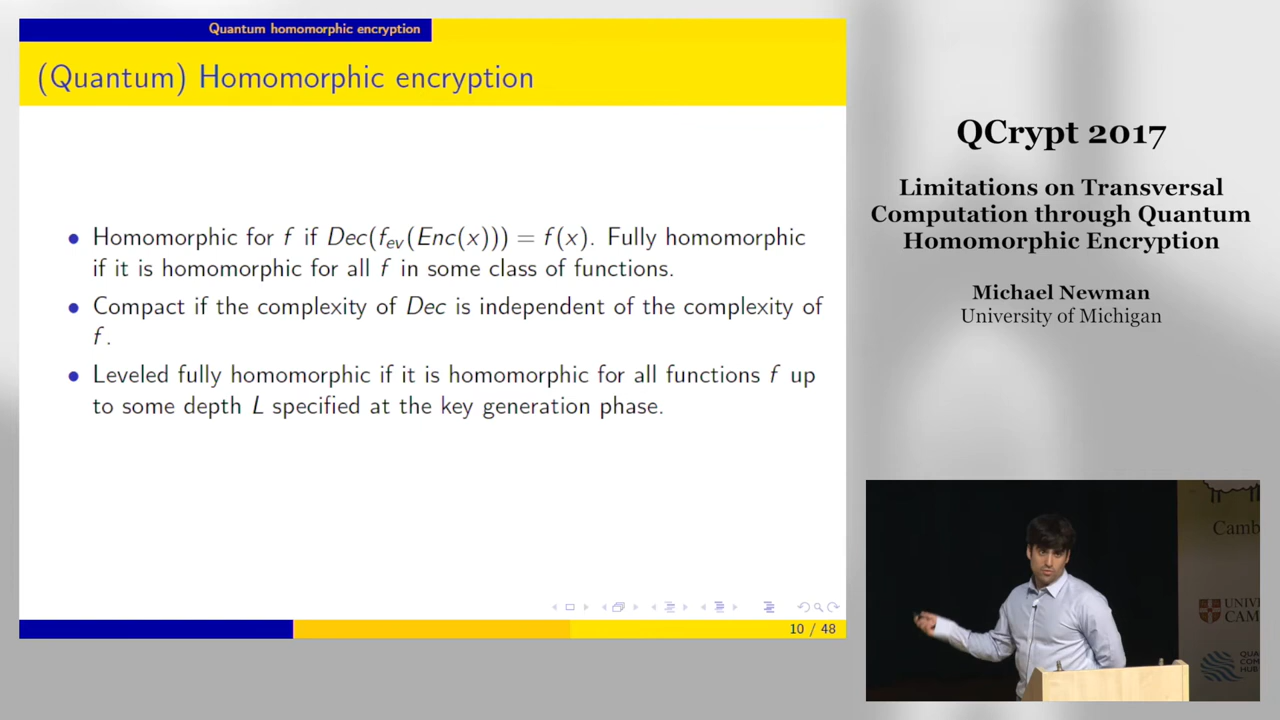 Quantum homomorphic encryption
(Quantum) Homomorphic encryption
• Homomorphic for f if Dec(f_ev(Enc(x))) = f(x). Fully homomorphic
if it is homomorphic for all f in some class of functions.
• Compact if the complexity of Dec is independent of the complexity of
f.
• Leveled fully homomorphic if it is homomorphic for all functions f up
to some depth L specified at the key generation phase.
10 / 48
QCrypt 2017
Limitations on Transversal
Computation through Quantum
Homomorphic Encryption
Michael Newman
University of Michigan